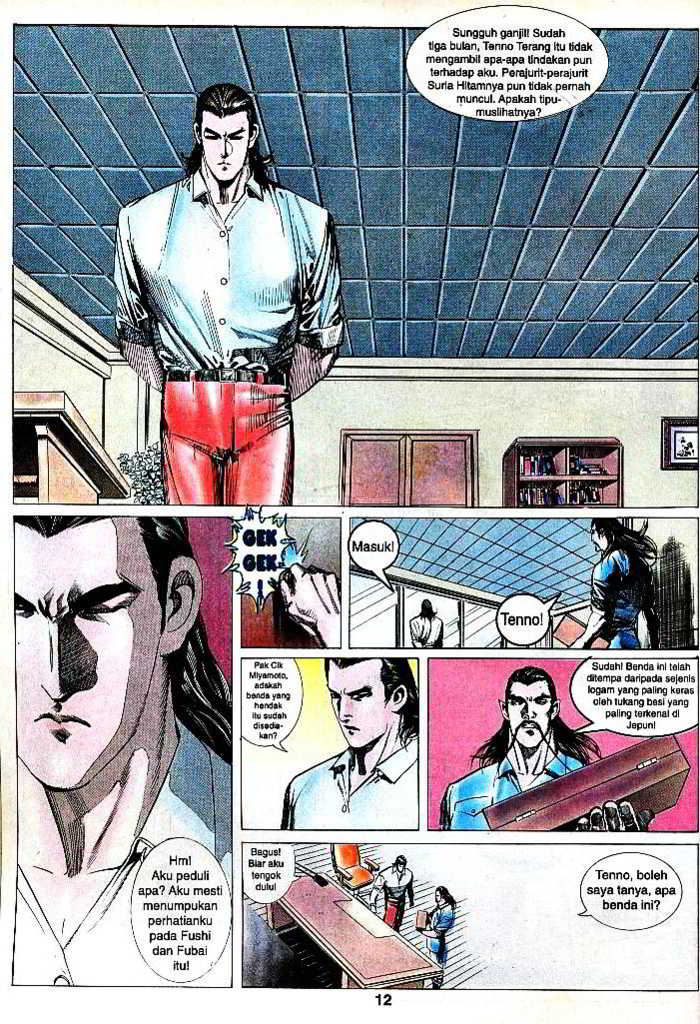 Sungguh ganjil! Sudah
tiga bulan, Tenno Terang itu tidak
mengambil apa-apa tindakan pun
terhadap aku. Perajurit-perajurit
Suria Hitamnya pun tidak pernah
muncul. Apakah tipu-
muslihatnya?
Hm!
Aku peduli
apa? Aku mesti
menumpukan
perhatianku
pada Fushi
dan Fubai
itu!
GEK
GEK
!
Masuk!
Tenno!
Pak Cik
Miyamoto,
adakah
benda yang
hendak
itu sudah
disedia-
kan?
Sudah! Benda ini telah
ditempa daripada sejenis
logam yang paling keras
oleh tukang besi yang
paling terkenal di
Jepun!
Bagus!
Biar aku
tengok
dulu!
Tenno, boleh
saya tanya, apa
benda ini?
12